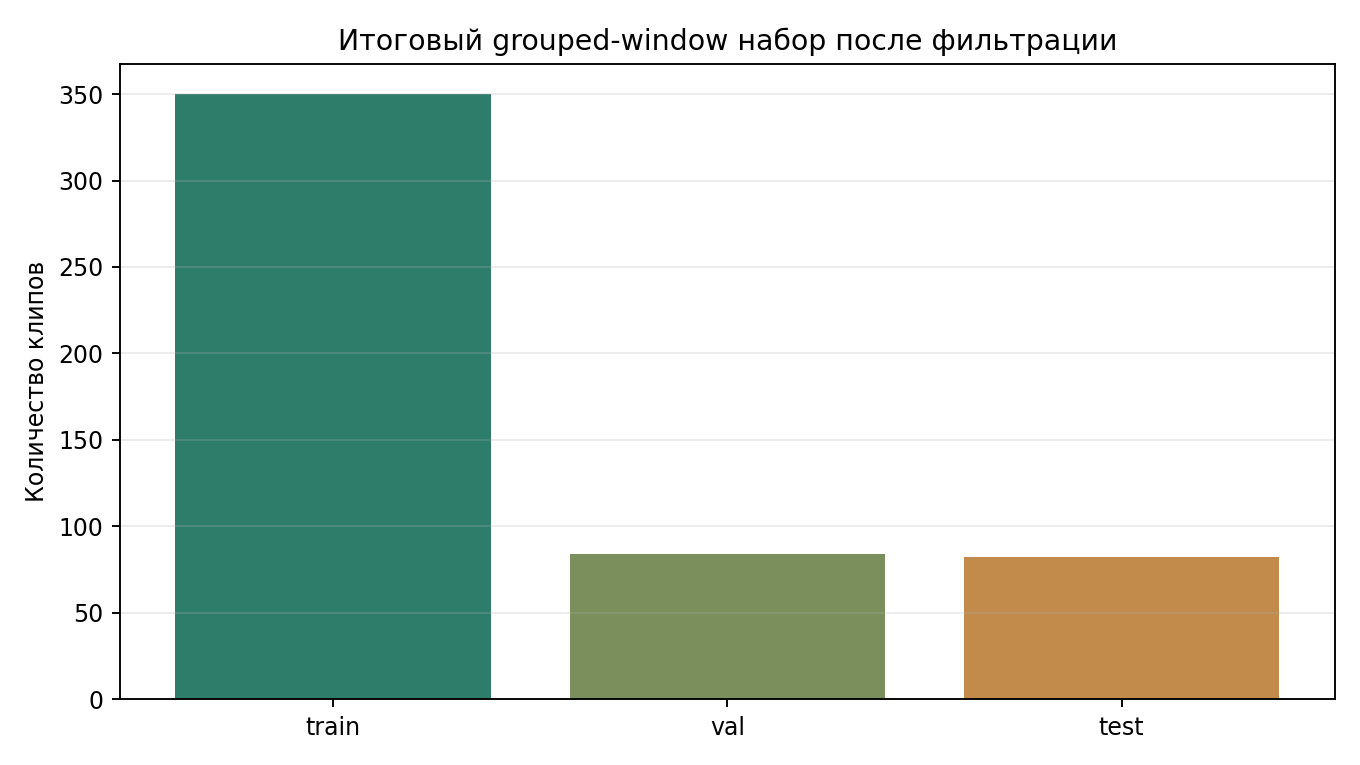 Итоговый grouped-window набор после фильтрации
Количество клипов
350
300
250
200
150
100
50
0
train
val
test